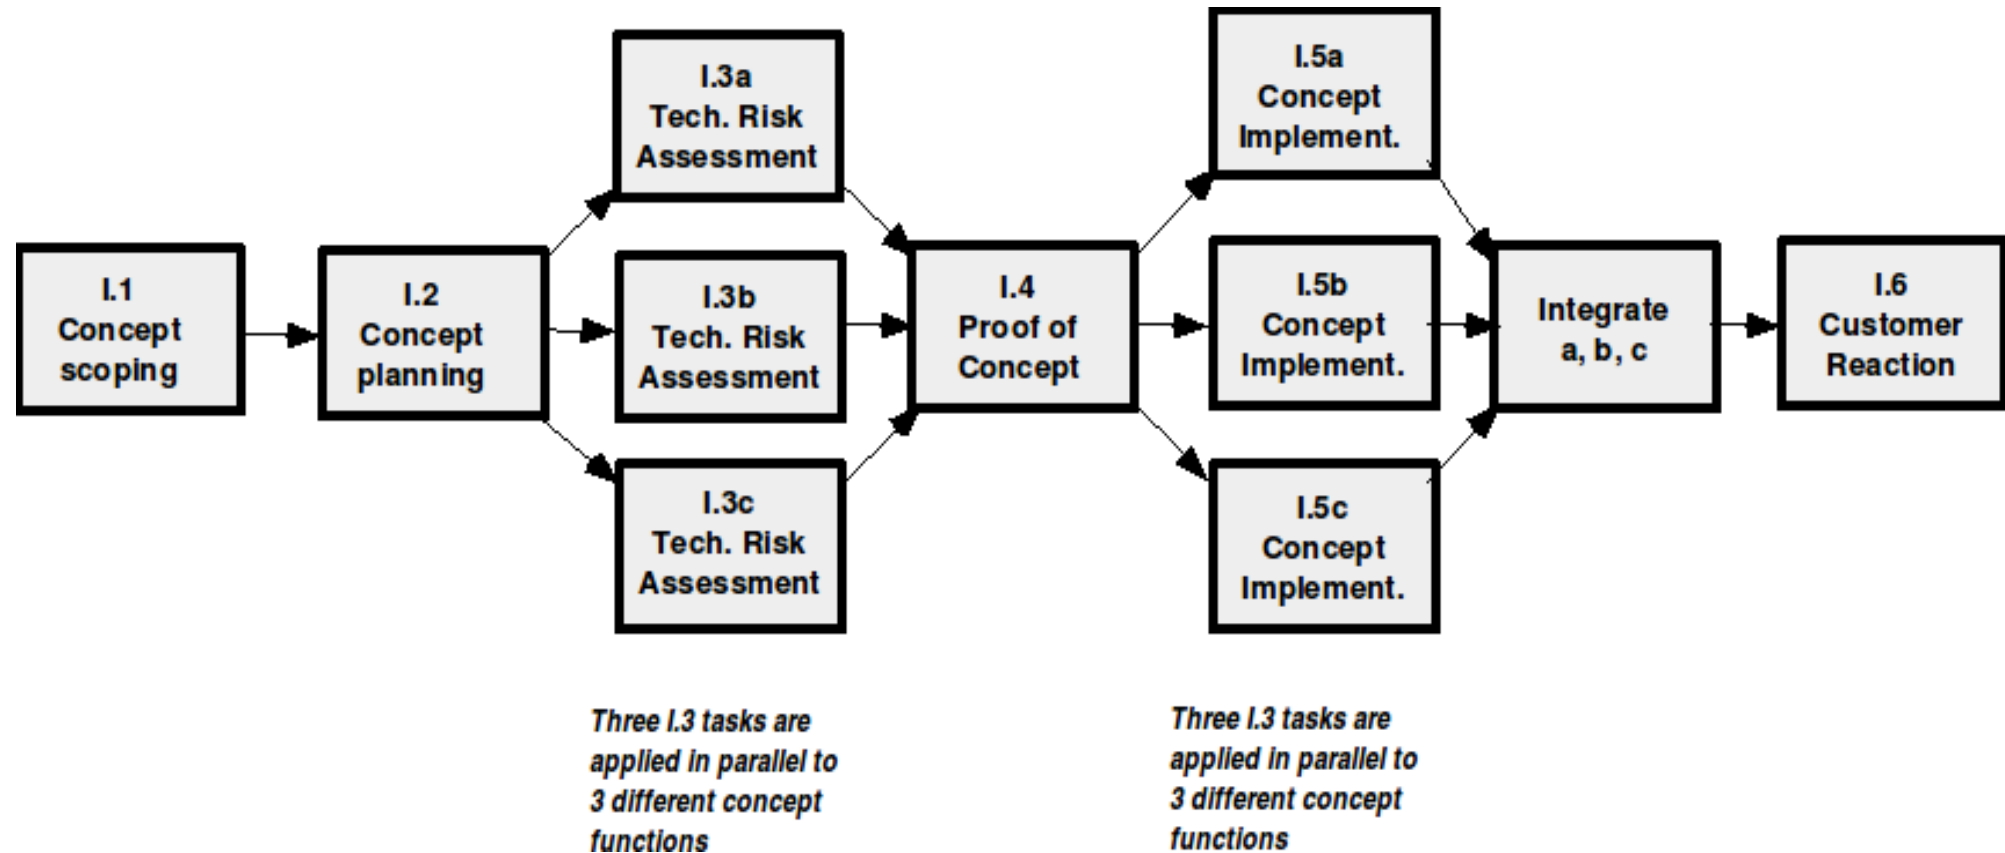 I.1
Concept
scoping
I.2
Concept
planning
I.3a
Tech. Risk
Assessment
I.3b
Tech. Risk
Assessment
I.3c
Tech. Risk
Assessment
I.4
Proof of
Concept
I.5a
Concept
Implement.
I.5b
Concept
Implement.
I.5c
Concept
Implement.
Integrate
a, b, c
I.6
Customer
Reaction
Three I.3 tasks are
applied in parallel to
3 different concept
functions
Three I.3 tasks are
applied in parallel to
3 different concept
functions